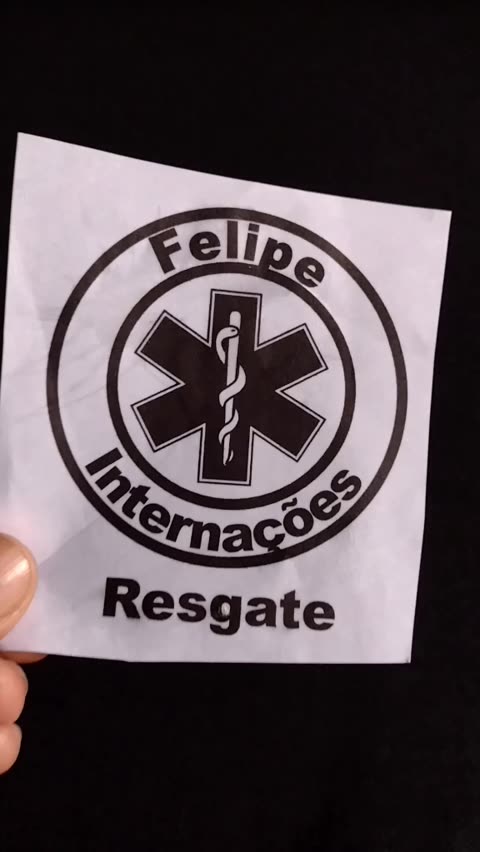 Felipe
Internações
Resgate